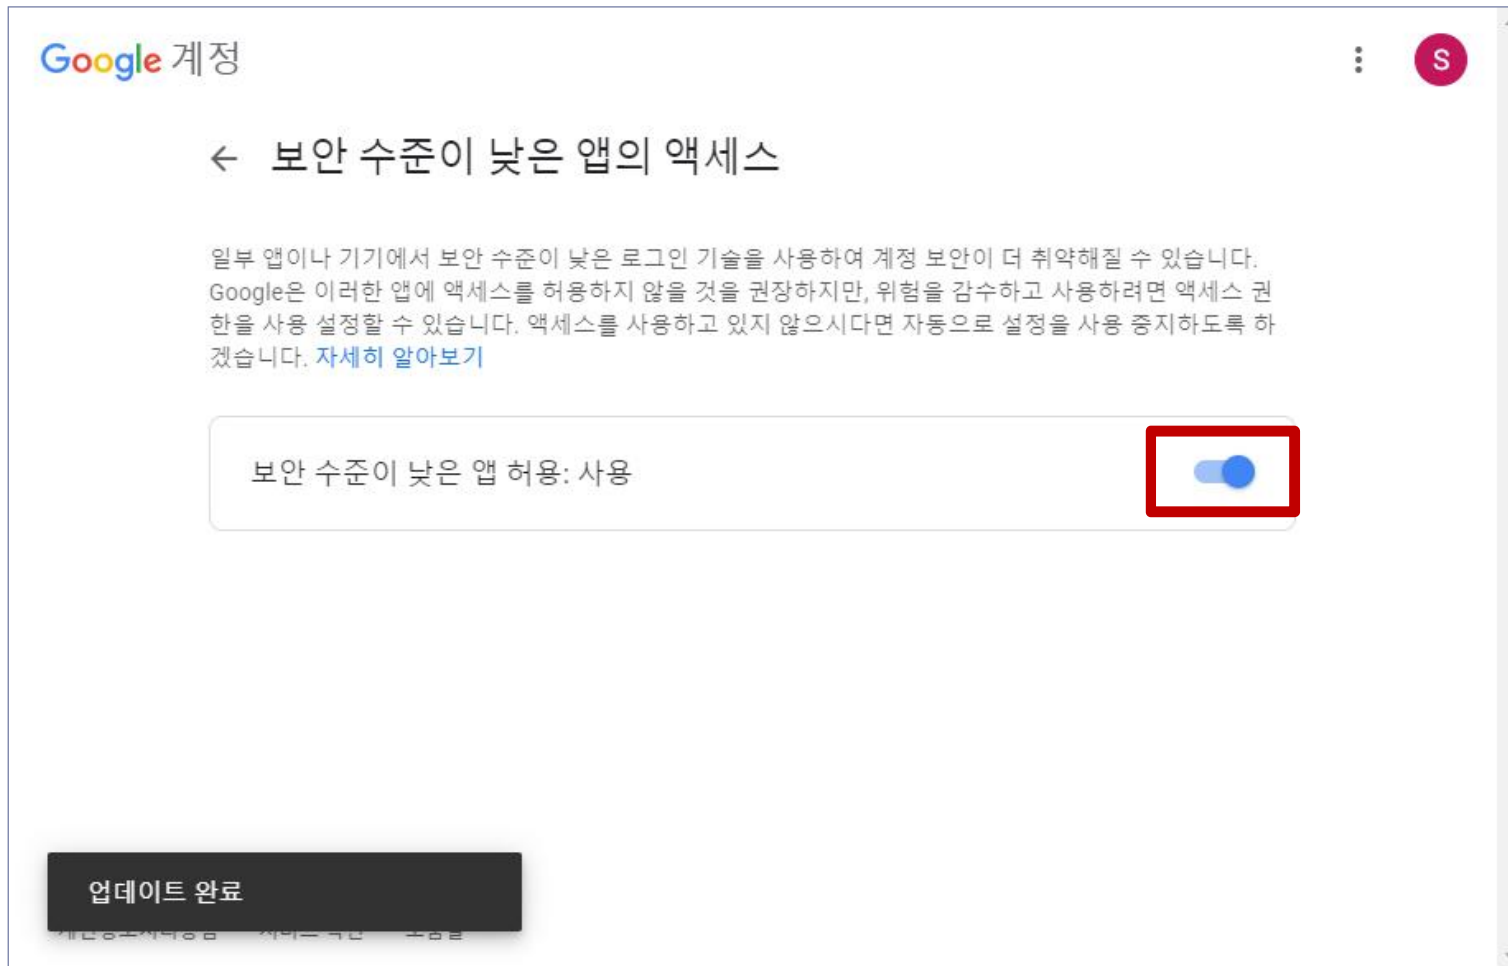 Google 계정
S
← 보안 수준이 낮은 앱의 액세스
일부 앱이나 기기에서 보안 수준이 낮은 로그인 기술을 사용하여 계정 보안이 더 취약해질 수 있습니다.
Google은 이러한 앱에 액세스를 허용하지 않을 것을 권장하지만, 위험을 감수하고 사용하려면 액세스 권
한을 사용 설정할 수 있습니다. 액세스를 사용하고 있지 않으시다면 자동으로 설정을 사용 중지하도록 하
겠습니다. 자세히 알아보기
보안 수준이 낮은 앱 허용: 사용
업데이트 완료